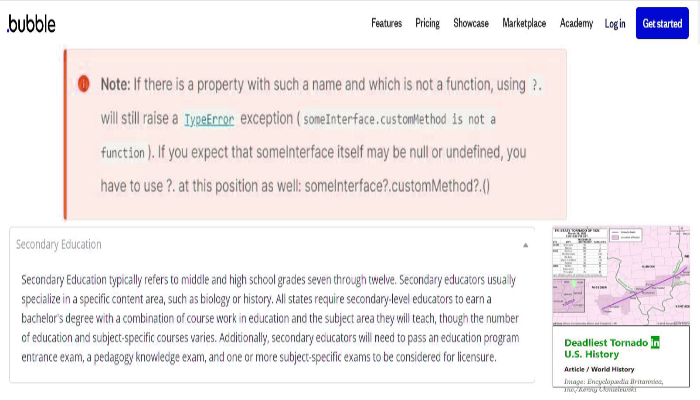 .bubble
Features Pricing Showcase Marketplace Academy Log in Get started
Note: If there is a property with such a name and which is not a function, using ?.
will still raise a TypeError exception ( someInterface.customMethod is not a
function ). If you expect that someInterface itself may be null or undefined, you
have to use ?. at this position as well: someInterface?.customMethod?.()
Secondary Education
Secondary Education typically refers to middle and high school grades seven through twelve. Secondary educators usually
specialize in a specific content area, such as biology or history. All states require secondary-level educators to earn a
bachelor's degree with a combination of course work in education and the subject area they will teach, though the number
of education and subject-specific courses varies. Additionally, secondary educators will need to pass an education program
entrance exam, a pedagogy knowledge exam, and one or more subject-specific exams to be considered for licensure.
Deadliest Tornado in
U.S. History
Article / World History
Image: Encyclopædia Britannica,
Inc./Kenny Chmielewski